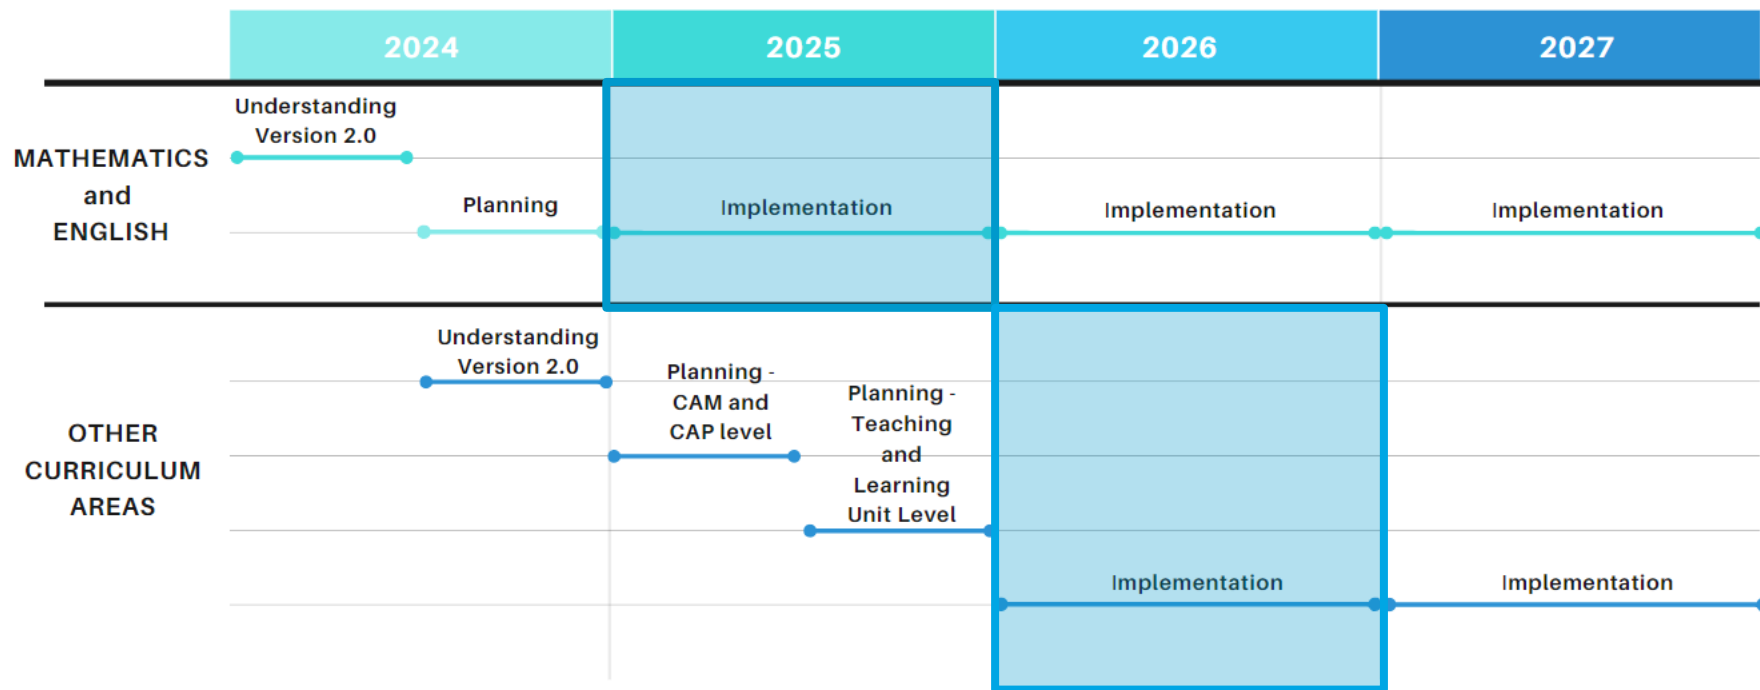 2024
2025
2026
2027
MATHEMATICS
and
ENGLISH
Understanding
Version 2.0
Planning
Implementation
Implementation
Implementation
OTHER
CURRICULUM
AREAS
Understanding
Version 2.0
Planning -
CAM and
CAP level
Planning -
Teaching
and
Learning
Unit Level
Implementation
Implementation